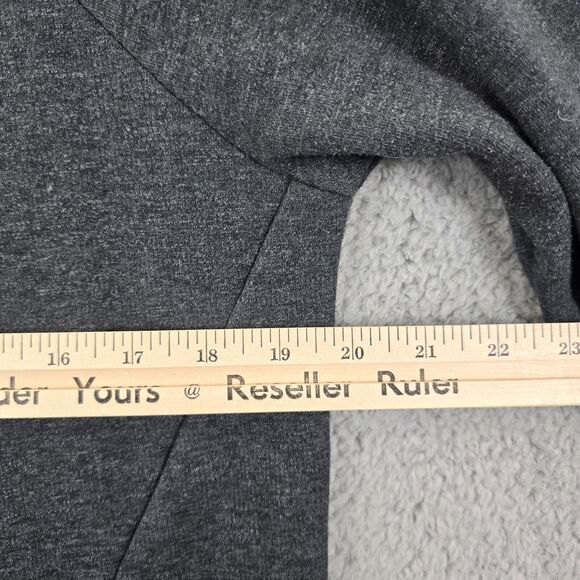 16 17 18 19 20 21 22 23
der Yours @ Reseller Ruler